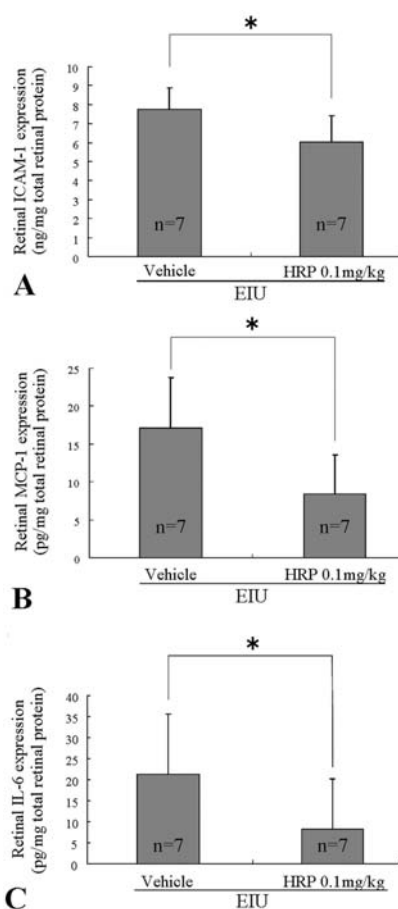 *
Retinal ICAM-1 expression
(ng/mg total retinal protein)
10
9
8
7
6
5
4
3
2
1
0
n=7
n=7
Vehicle
HRP 0.1mg/kg
EIU
A
*
Retinal MCP-1 expression
(pg/mg total retinal protein)
25
20
15
10
5
0
n=7
n=7
Vehicle
HRP 0.1mg/kg
EIU
B
*
Retinal IL-6 expression
(pg/mg total retinal protein)
40
35
30
25
20
15
10
5
0
n=7
n=7
Vehicle
HRP 0.1mg/kg
EIU
C